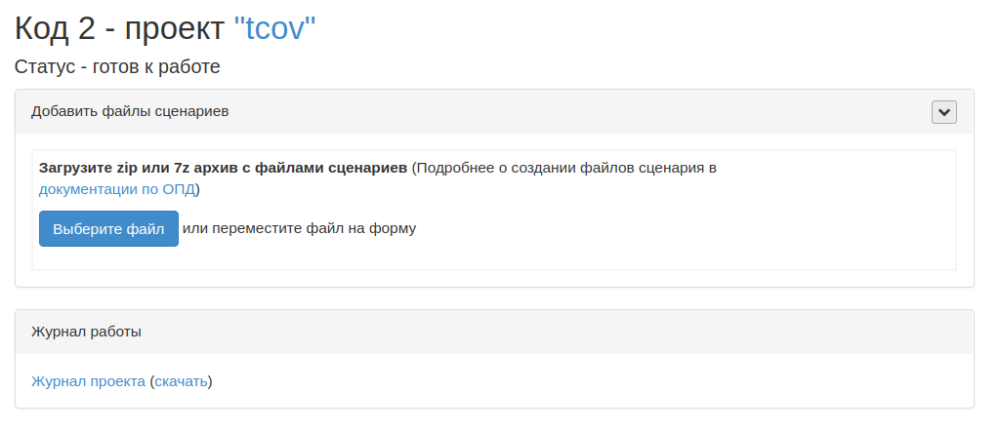 Код 2 - проект "tcov"
Статус - готов к работе
Добавить файлы сценариев
Загрузите zip или 7z архив с файлами сценариев (Подробнее о создании файлов сценария в
документации по ОПД)
Выберите файл или переместите файл на форму
Журнал работы
Журнал проекта (скачать)